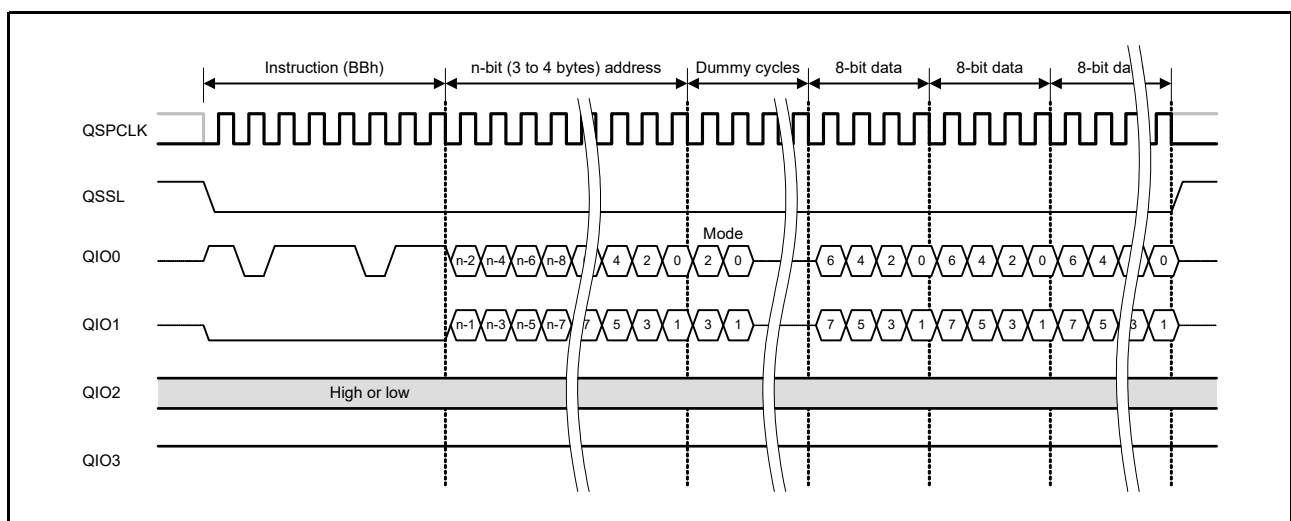 Instruction (BBh) n-bit (3 to 4 bytes) address Dummy cycles 8-bit data 8-bit data 8-bit da
QSPCLK
QSSL
Mode
QIO0 n-2 n-4 n-6 n-8 4 2 0 2 0 6 4 2 0 6 4 2 0 6 4 0
QIO1 n-1 n-3 n-5 n-7 7 5 3 1 3 1 7 5 3 1 7 5 3 1 7 5 3 1
QIO2 High or low
QIO3